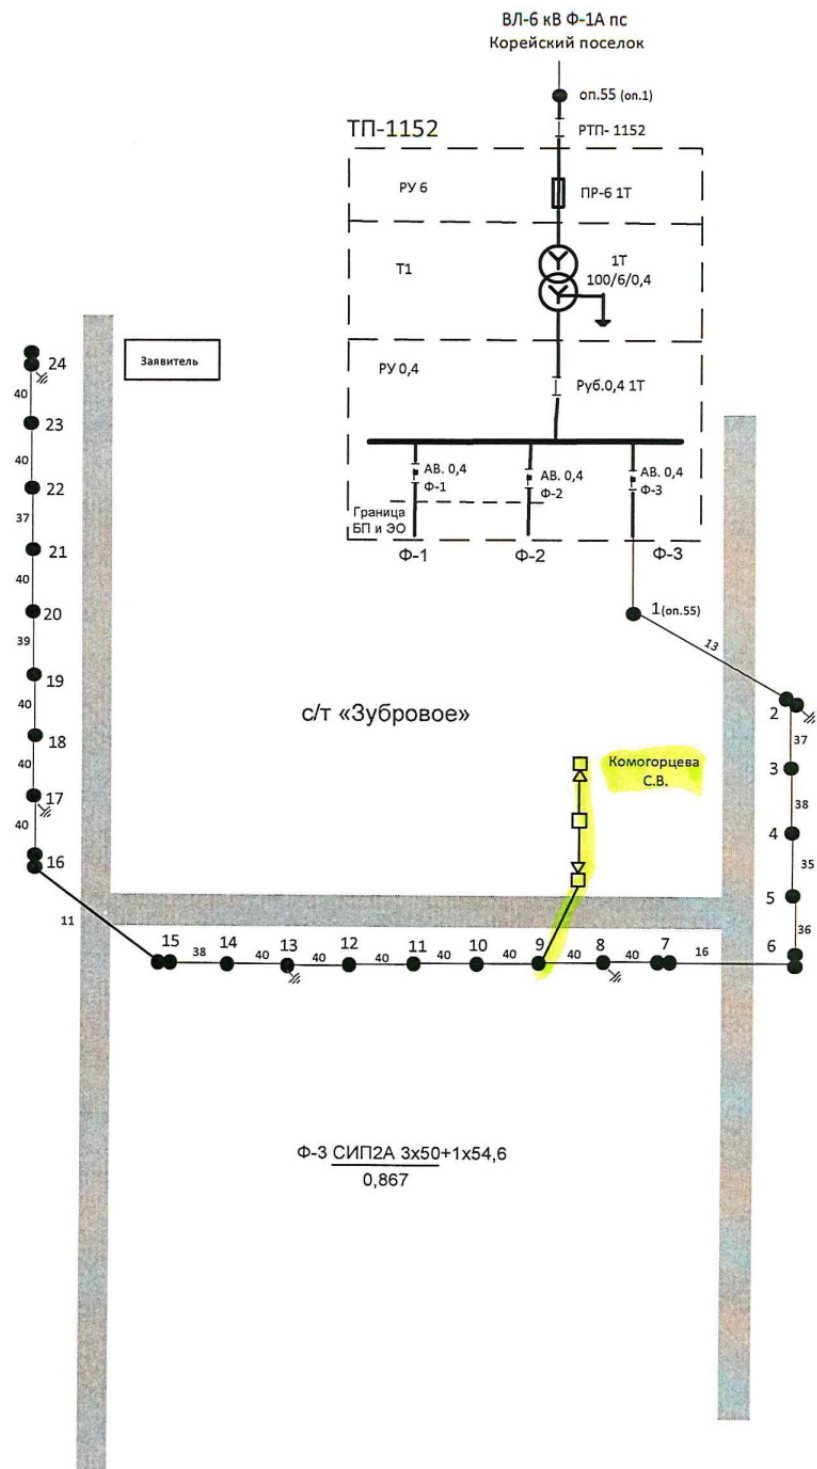 ВЛ-6 кВ Ф-1А пс
Корейский поселок
оп.55 (оп.1)
ТП-1152
РТП- 1152
РУ 6
ПР-6 1Т
Т1
1Т
100/6/0,4
РУ 0,4
Руб.0,4 1Т
АВ. 0,4
Ф-1
АВ. 0,4
Ф-2
АВ. 0,4
Ф-3
Граница
БП и ЭО
Ф-1
Ф-2
Ф-3
Заявитель
24
40
23
40
22
37
21
40
20
39
19
40
18
40
17
40
16
11
1(оп.55)
13
2
37
3
38
4
35
5
36
6
с/т «Зубровое»
Комогорцева
С.В.
15
38
14
40
13
40
12
40
11
40
10
40
9
40
8
40
7
16
Ф-3 СИП2А 3х50+1х54,6
0,867